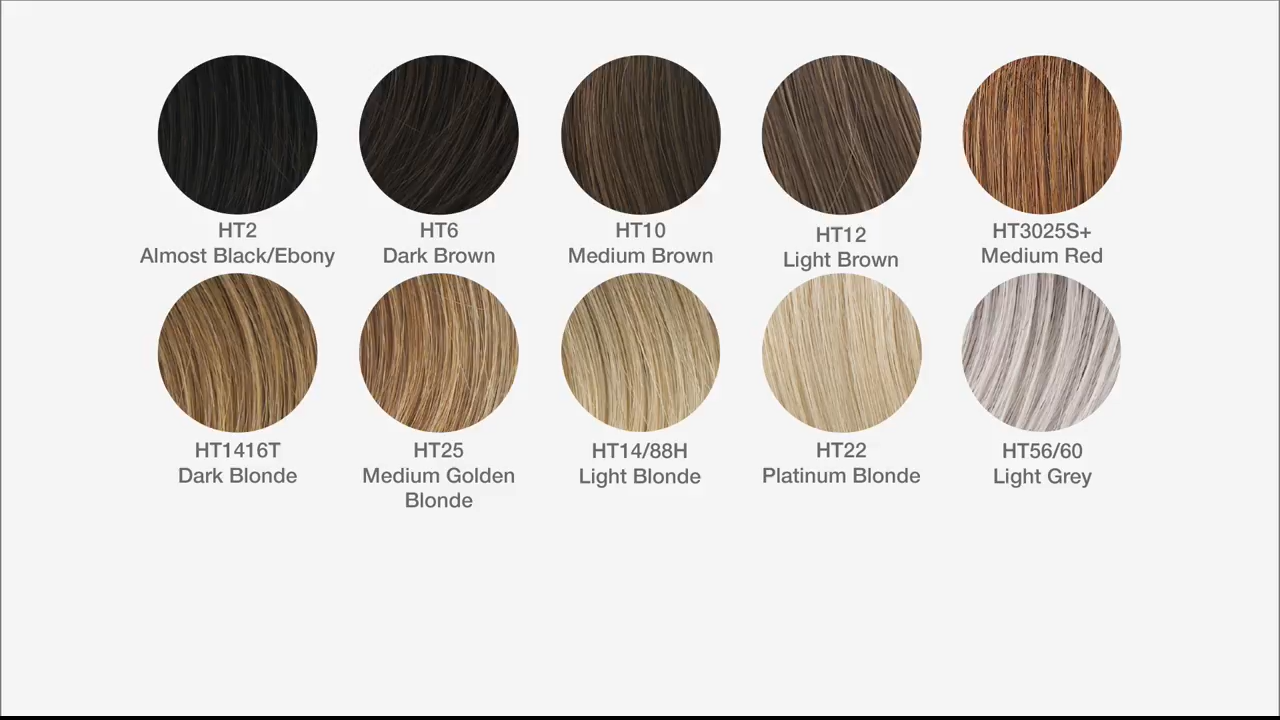 HT2
Almost Black/Ebony
HT6
Dark Brown
HT10
Medium Brown
HT12
Light Brown
HT3025S+
Medium Red
HT1416T
Dark Blonde
HT25
Medium Golden
Blonde
HT14/88H
Light Blonde
HT22
Platinum Blonde
HT56/60
Light Grey